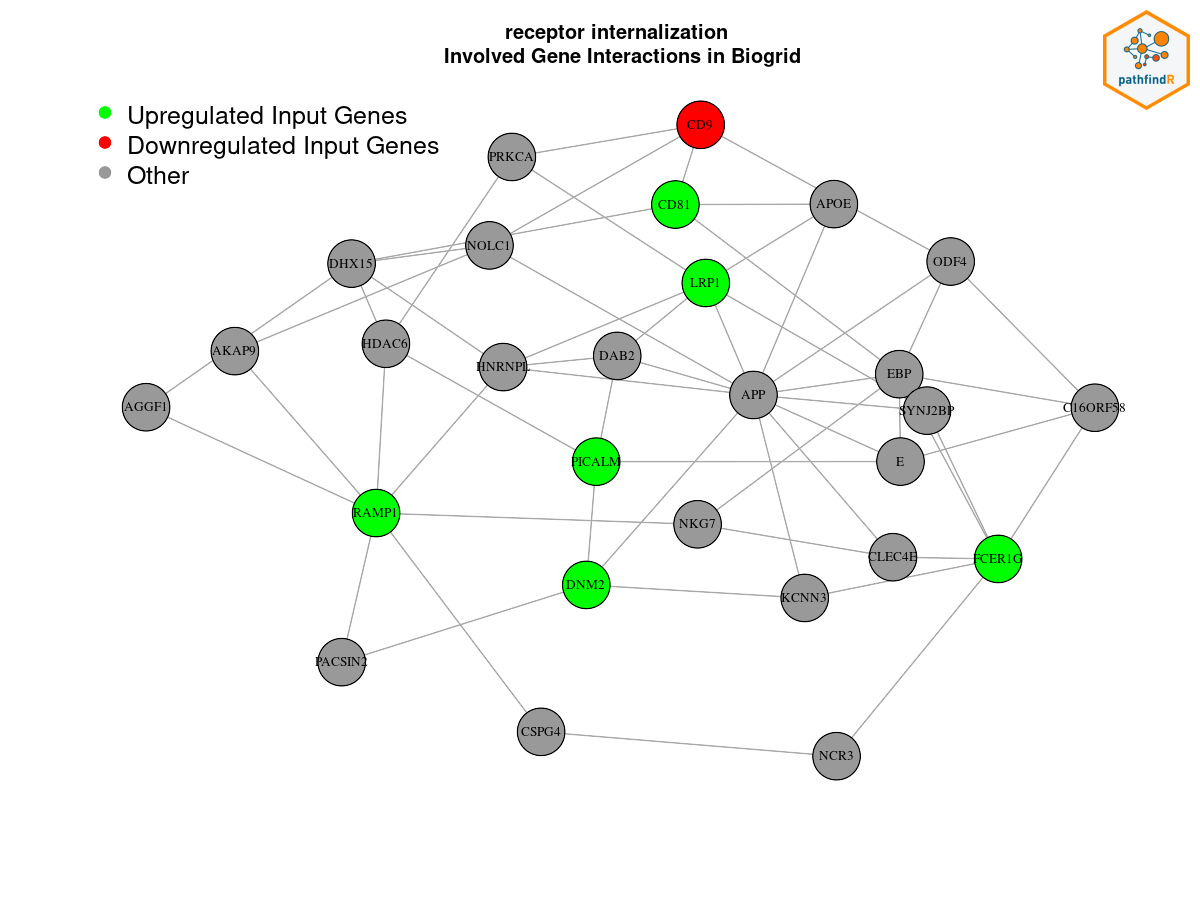 receptor internalization
Involved Gene Interactions in Biogrid
pathfindR
Upregulated Input Genes
Downregulated Input Genes
Other
CD9
PRKCA
CD81
APOE
NOLC1
DHX15
ODF4
LRP1
HDAC6
AKAP9
DAB2
HNRNPL
EBP
APP
AGGF1
SYNJ2BP
C16ORF58
PICALM
E
RAMP1
NKG7
CLEC4E
FCER1G
DNM2
KCNN3
PACSIN2
CSPG4
NCR3